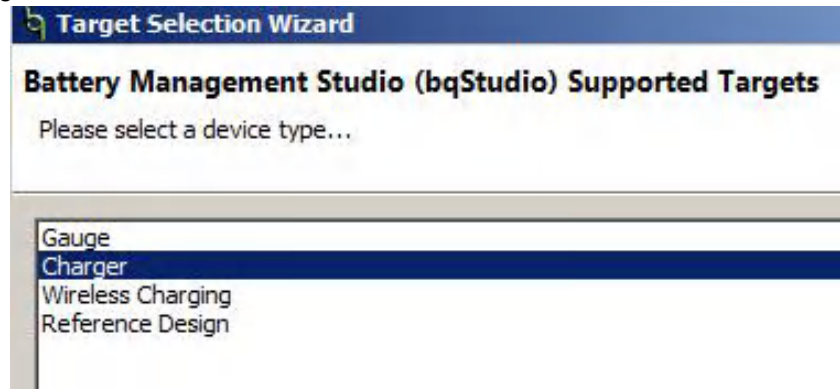 Target Selection Wizard
Battery Management Studio (bqStudio) Supported Targets
Please select a device type...
Gauge
Charger
Wireless Charging
Reference Design